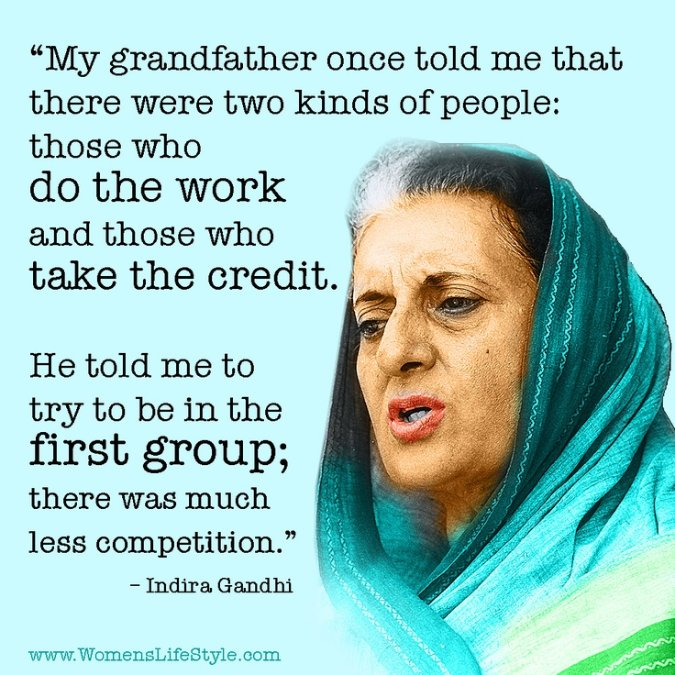 “My grandfather once told me that
there were two kinds of people:
those who
do the work
and those who
take the credit.
He told me to
try to be in the
first group;
there was much
less competition.”
– Indira Gandhi
www.WomensLifeStyle.com